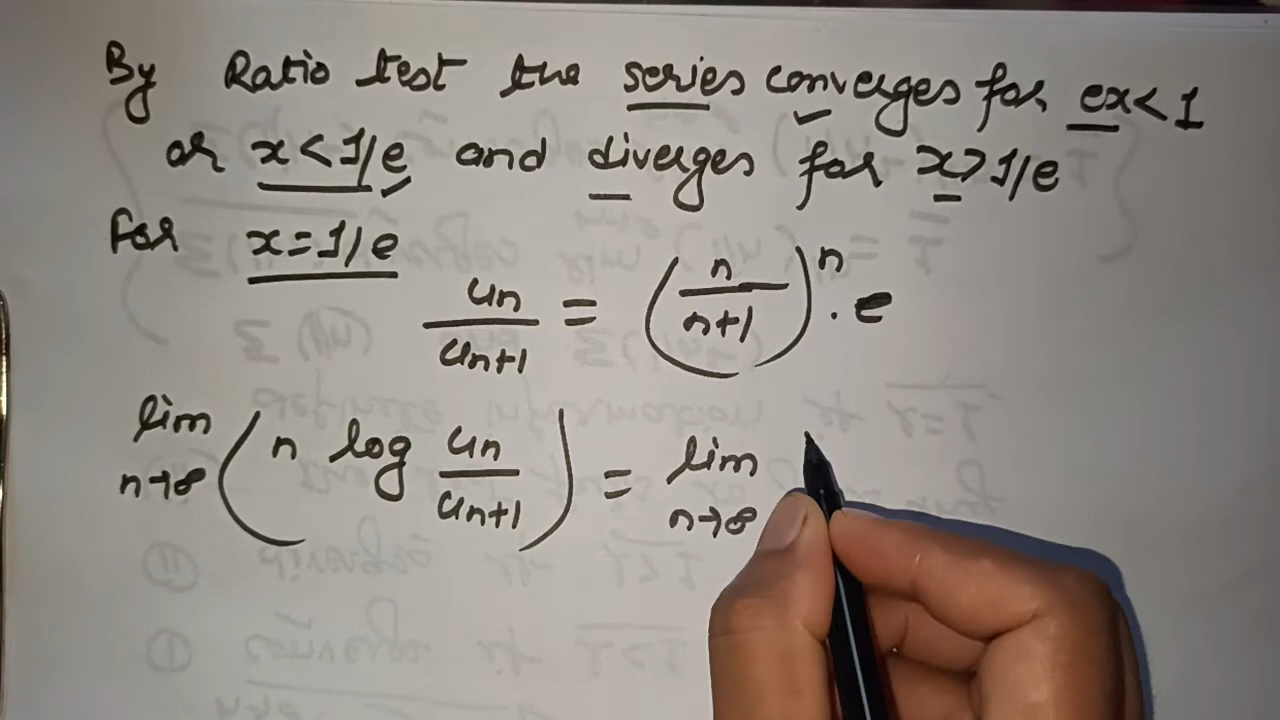 By Ratio test the series converges for ex < 1
or x < 1/e and diverges for x > 1/e
For x = 1/e
un/un+1 = (n/n+1)^n . e
lim n→∞ (n log un/un+1) = lim n→∞